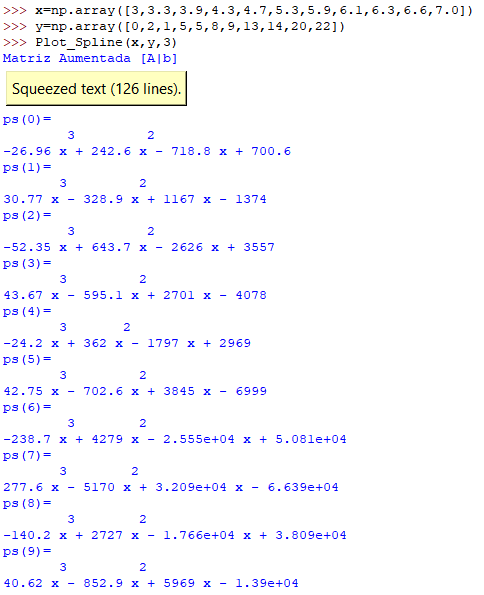 >>> x=np.array([3,3.3,3.9,4.3,4.7,5.3,5.9,6.1,6.3,6.6,7.0])
>>> y=np.array([0,2,1,5,5,8,9,13,14,20,22])
>>> Plot_Spline(x,y,3)
Matriz Aumentada [A|b]
Squeezed text (126 lines).
ps(0)=
        3         2
-26.96 x + 242.6 x - 718.8 x + 700.6
ps(1)=
       3         2
30.77 x - 328.9 x + 1167 x - 1374
ps(2)=
        3         2
-52.35 x + 643.7 x - 2626 x + 3557
ps(3)=
       3         2
43.67 x - 595.1 x + 2701 x - 4078
ps(4)=
       3       2
-24.2 x + 362 x - 1797 x + 2969
ps(5)=
       3         2
42.75 x - 702.6 x + 3845 x - 6999
ps(6)=
        3        2
-238.7 x + 4279 x - 2.555e+04 x + 5.081e+04
ps(7)=
       3        2
277.6 x - 5170 x + 3.209e+04 x - 6.639e+04
ps(8)=
        3        2
-140.2 x + 2727 x - 1.766e+04 x + 3.809e+04
ps(9)=
       3         2
40.62 x - 852.9 x + 5969 x - 1.39e+04